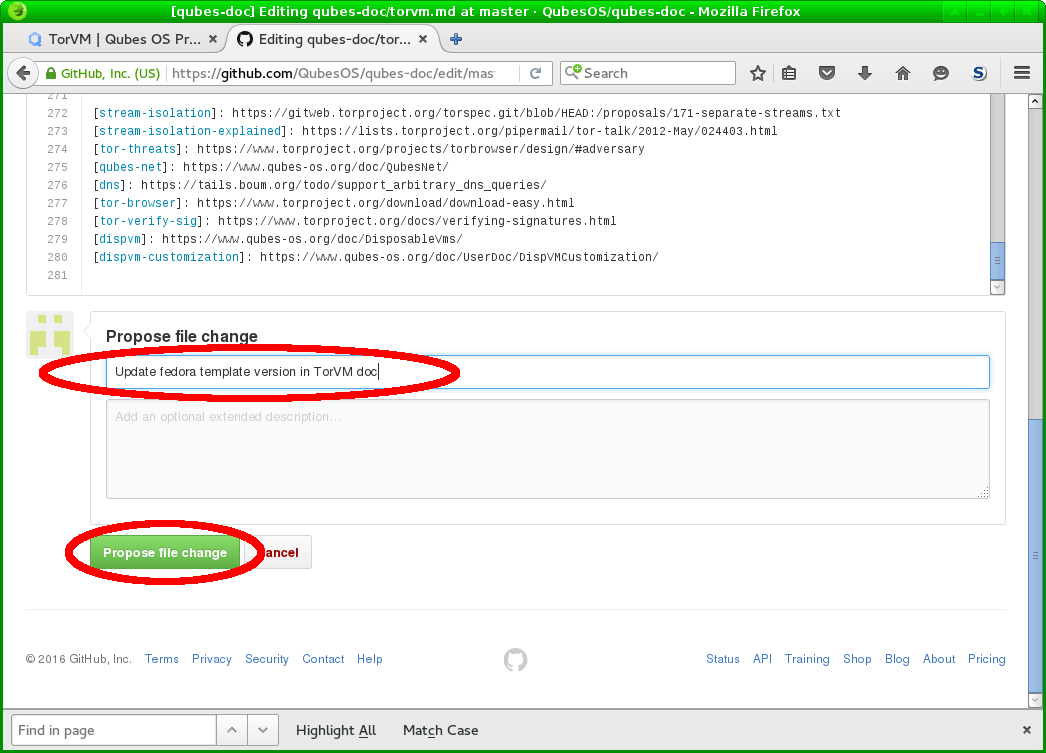 [qubes-doc] Editing qubes-doc/torvm.md at master · QubesOS/qubes-doc - Mozilla Firefox
TorVM | Qubes OS Pr... Editing qubes-doc/tor...
GitHub, Inc. (US) https://github.com/QubesOS/qubes-doc/edit/mas Search S
271
272 [stream-isolation]: https://gitweb.torproject.org/torspec.git/blob/HEAD:/proposals/171-separate-streams.txt
273 [stream-isolation-explained]: https://lists.torproject.org/pipermail/tor-talk/2012-May/024403.html
274 [tor-threats]: https://www.torproject.org/projects/torbrowser/design/#adversary
275 [qubes-net]: https://www.qubes-os.org/doc/QubesNet/
276 [dns]: https://tails.boum.org/todo/support_arbitrary_dns_queries/
277 [tor-browser]: https://www.torproject.org/download/download-easy.html
278 [tor-verify-sig]: https://www.torproject.org/docs/verifying-signatures.html
279 [dispvm]: https://www.qubes-os.org/doc/DisposableVms/
280 [dispvm-customization]: https://www.qubes-os.org/doc/UserDoc/DispVMCustomization/
281
Propose file change
Update fedora template version in TorVM doc
Add an optional extended description...
Propose file change ancel
© 2016 GitHub, Inc. Terms Privacy Security Contact Help Status API Training Shop Blog About Pricing
Find in page Highlight All Match Case